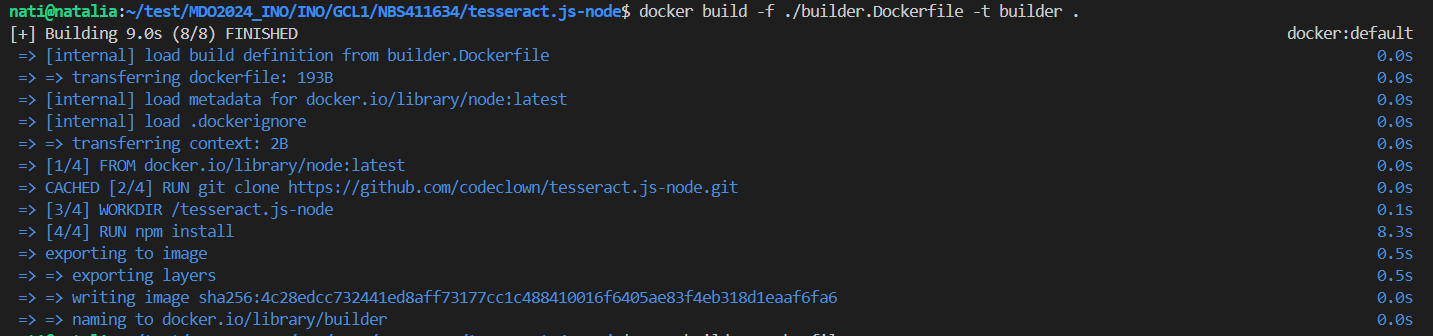 nati@natalia:~/test/MDO2024_INO/INO/GCL1/NBS411634/tesseract.js-node$ docker build -f ./builder.Dockerfile -t builder .
[+] Building 9.0s (8/8) FINISHED docker:default
=> [internal] load build definition from builder.Dockerfile 0.0s
=> => transferring dockerfile: 193B 0.0s
=> [internal] load metadata for docker.io/library/node:latest 0.0s
=> [internal] load .dockerignore 0.0s
=> => transferring context: 2B 0.0s
=> [1/4] FROM docker.io/library/node:latest 0.0s
=> CACHED [2/4] RUN git clone https://github.com/codeclown/tesseract.js-node.git 0.0s
=> [3/4] WORKDIR /tesseract.js-node 0.1s
=> [4/4] RUN npm install 8.3s
=> exporting to image 0.5s
=> => exporting layers 0.5s
=> => writing image sha256:4c28edcc732441ed8aff73177cc1c488410016f6405ae83f4eb318d1eaaf6fa6 0.0s
=> => naming to docker.io/library/builder 0.0s